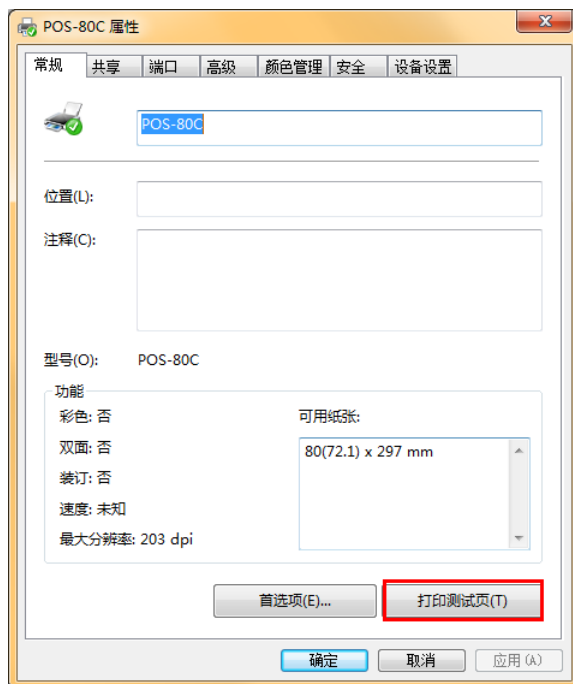 POS-80C 属性
常规 共享 端口 高级 颜色管理 安全 设备设置
POS-80C
位置(L):
注释(C):
型号(O): POS-80C
功能
彩色: 否 可用纸张:
双面: 否 80(72.1) x 297 mm
装订: 否
速度: 未知
最大分辨率: 203 dpi
首选项(E)... 打印测试页(T)
确定 取消 应用(A)